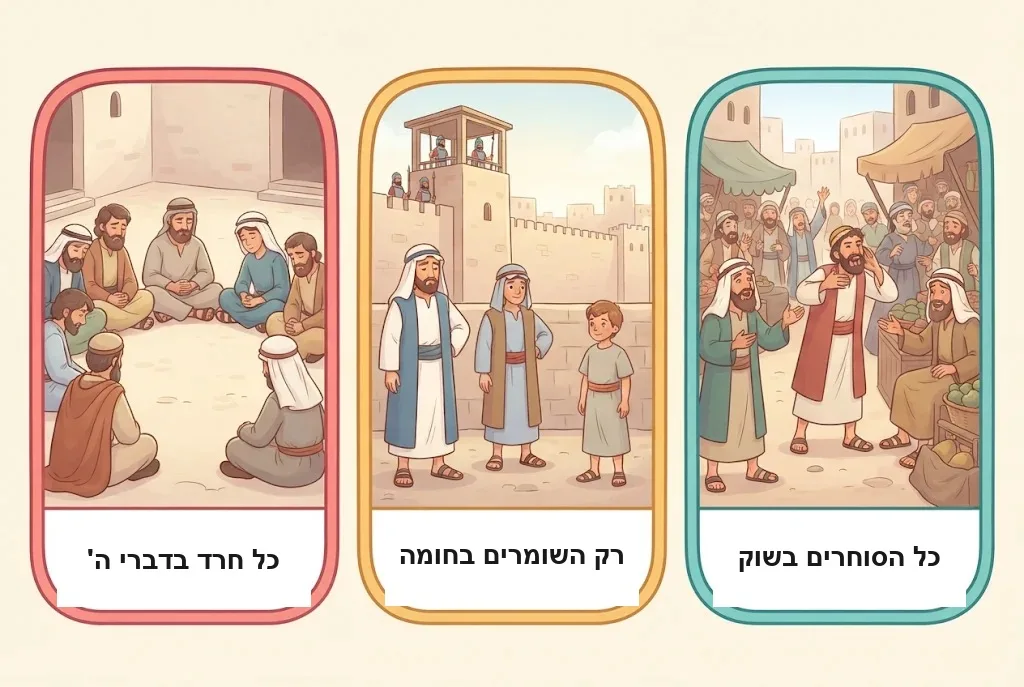 כל הסוחרים בשוק
רק השומרים בחומה
כל חרד בדברי ה'